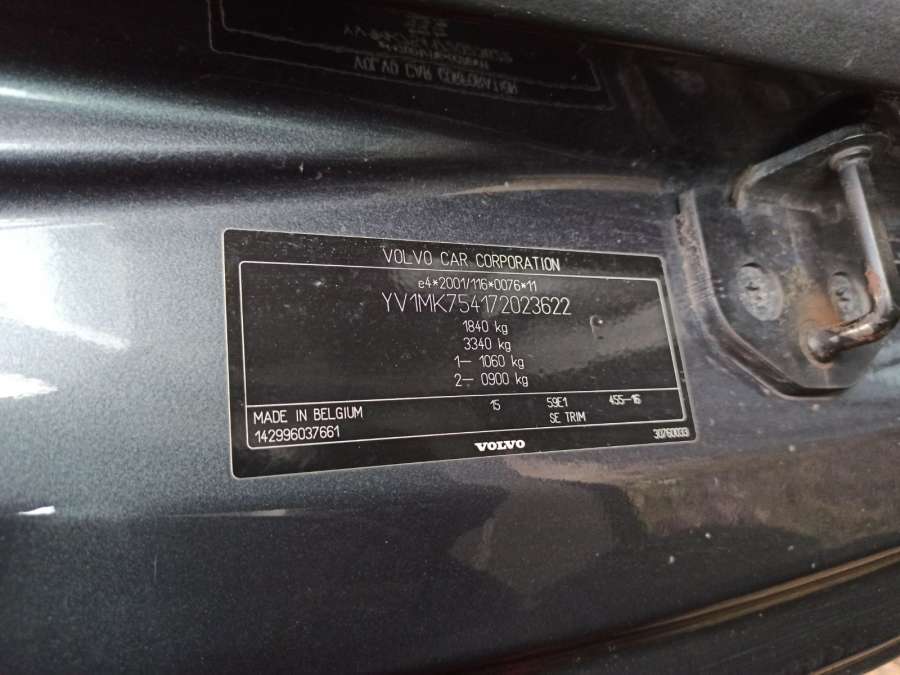 VOLVO CAR CORPORATION
e4*2001/116*0076*11
YV1MK754172023622
1840 kg
3340 kg
1– 1060 kg
2– 0900 kg
15 59E1 455–16
MADE IN BELGIUM SE TRIM
142996037661 30760033
VOLVO